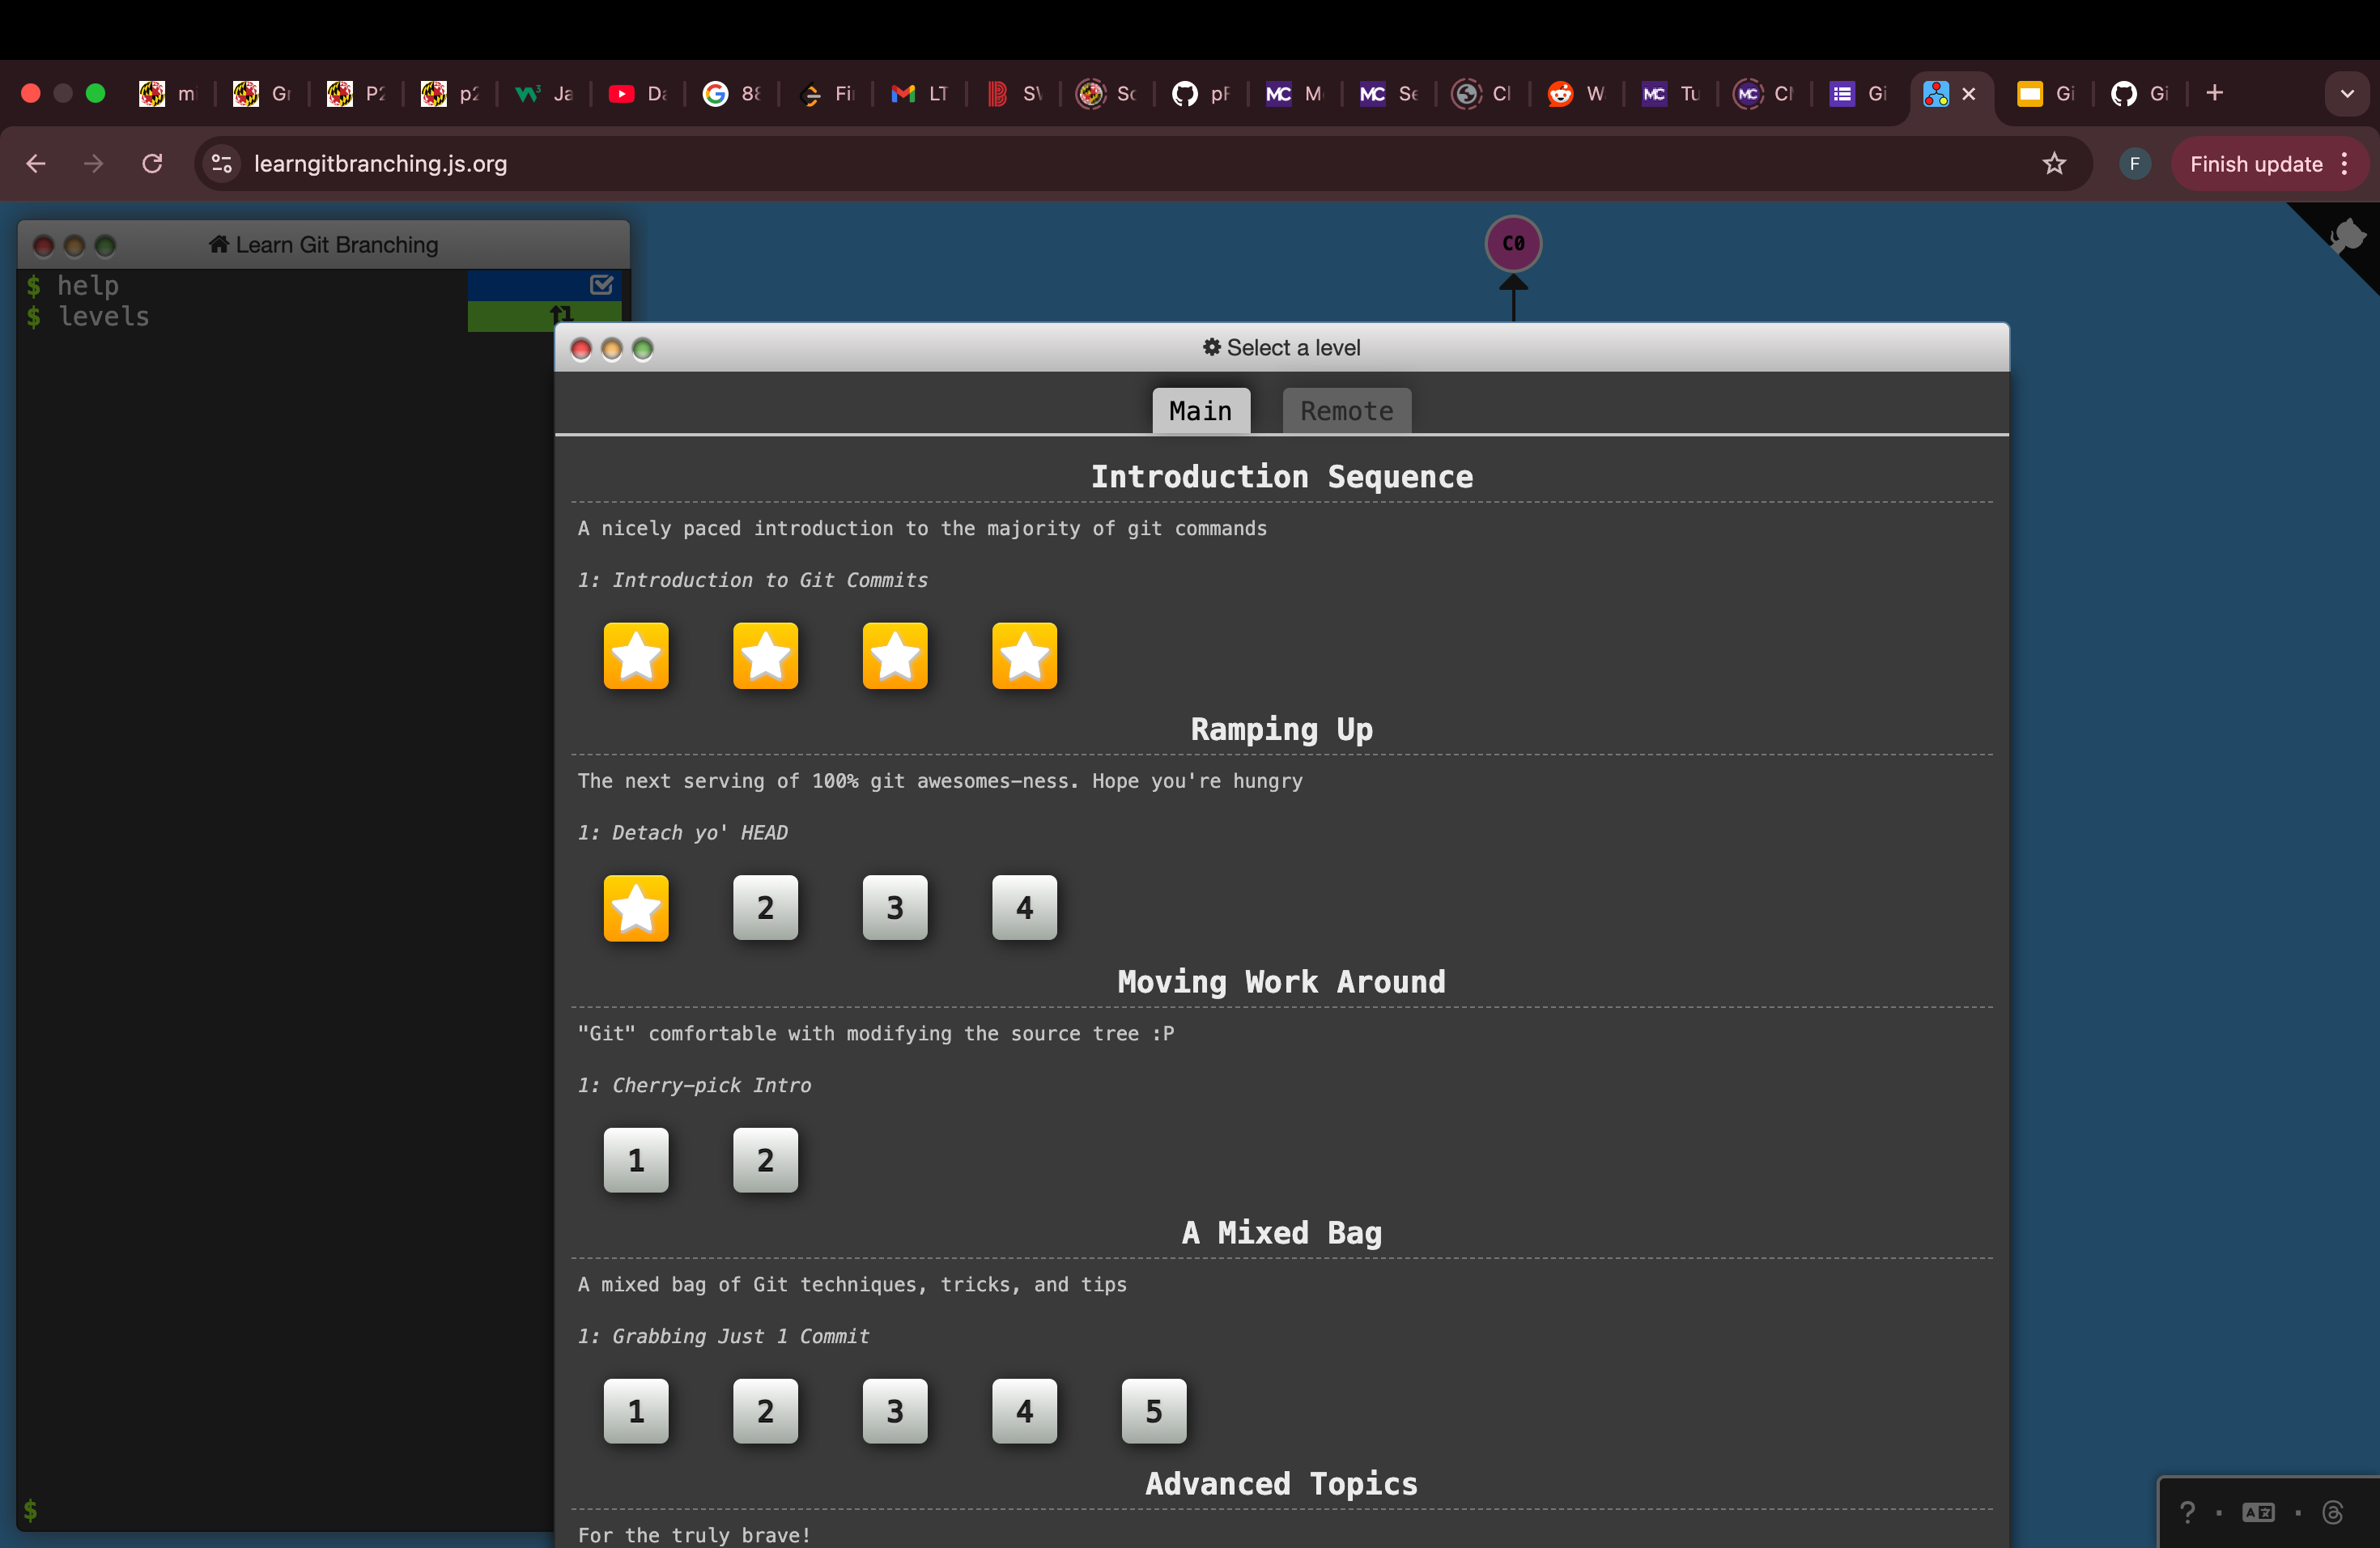 m
Gr
P2
p2
Ja
Da
88
Fi
LT
SV
Sc
pF
M
Se
Cl
W
Tu
Gi
Gi
Gi
learngitbranching.js.org
F
Finish update
Learn Git Branching
$ help
$ levels
C0
Select a level
Main
Remote
Introduction Sequence
A nicely paced introduction to the majority of git commands
1: Introduction to Git Commits
Ramping Up
The next serving of 100% git awesomes-ness. Hope you're hungry
1: Detach yo' HEAD
2 3 4
Moving Work Around
"Git" comfortable with modifying the source tree :P
1: Cherry-pick Intro
1 2
A Mixed Bag
A mixed bag of Git techniques, tricks, and tips
1: Grabbing Just 1 Commit
1 2 3 4 5
Advanced Topics
For the truly brave!
$
?